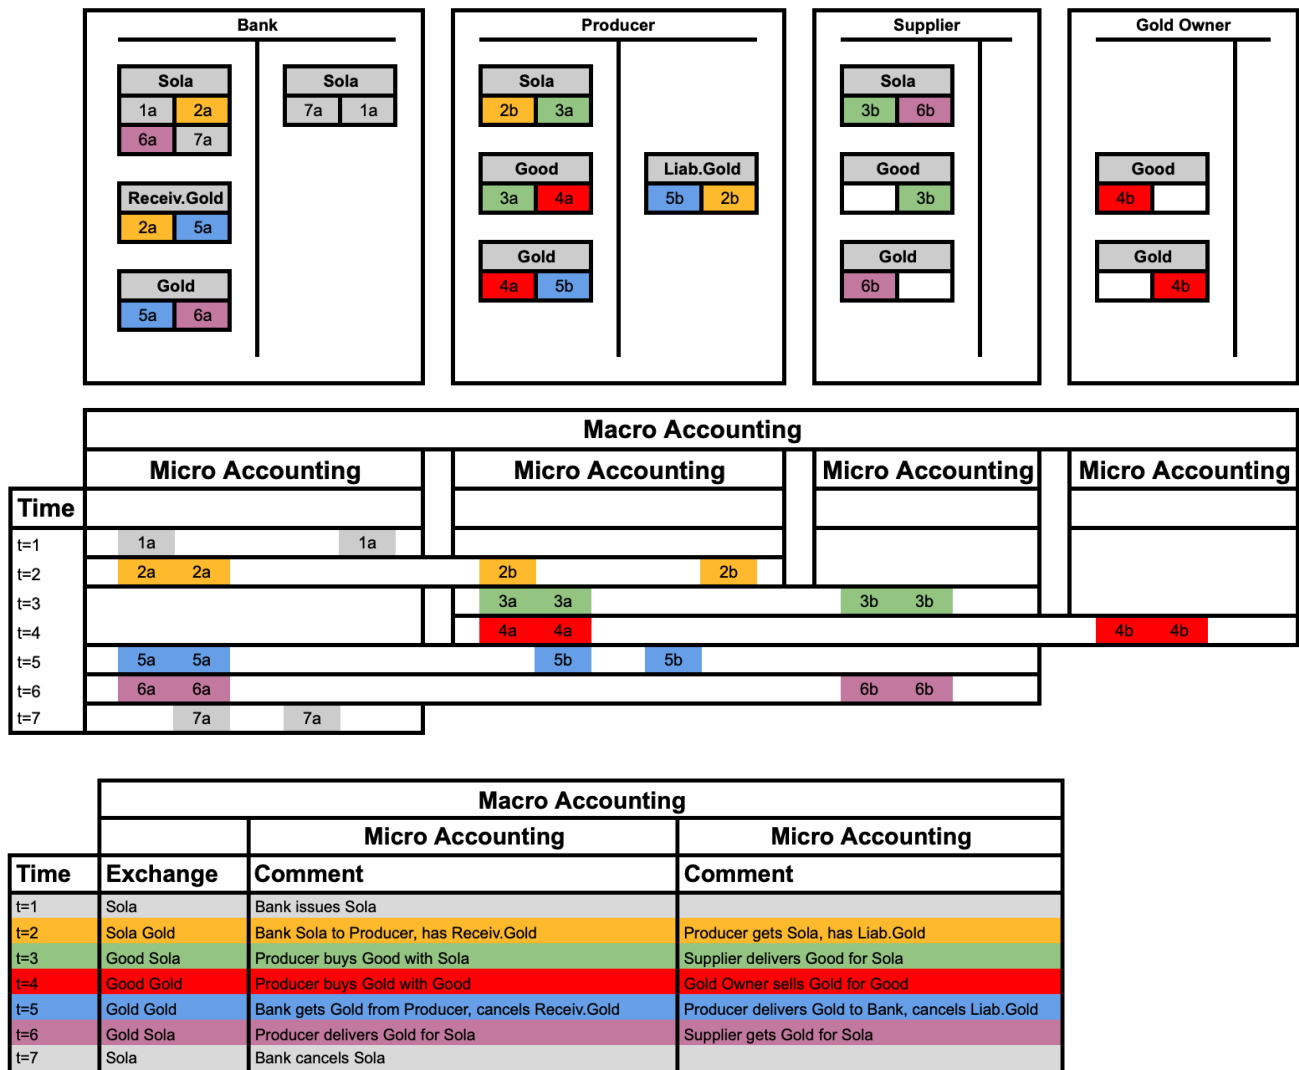 Bank Producer Supplier Gold Owner
Sola Sola Sola Sola
1a 2a 7a 1a 2b 3a 3b 6b
6a 7a
Good Liab.Gold Good Good
Receiv.Gold 3a 4a 5b 2b 3b 4b
2a 5a
Gold Gold Gold
Gold 4a 5b 6b 4b
5a 6a
Macro Accounting
Micro Accounting Micro Accounting Micro Accounting Micro Accounting
Time
t=1 1a 1a
t=2 2a 2a 2b 2b
t=3 3a 3a 3b 3b
t=4 4a 4a 4b 4b
t=5 5a 5a 5b 5b
t=6 6a 6a 6b 6b
t=7 7a 7a
Macro Accounting
Micro Accounting Micro Accounting
Time Exchange Comment Comment
t=1 Sola Bank issues Sola
t=2 Sola Gold Bank Sola to Producer, has Receiv.Gold Producer gets Sola, has Liab.Gold
t=3 Good Sola Producer buys Good with Sola Supplier delivers Good for Sola
t=4 Good Gold Producer buys Gold with Good Gold Owner sells Gold for Good
t=5 Gold Gold Bank gets Gold from Producer, cancels Receiv.Gold Producer delivers Gold to Bank, cancels Liab.Gold
t=6 Gold Sola Producer delivers Gold for Sola Supplier gets Gold for Sola
t=7 Sola Bank cancels Sola